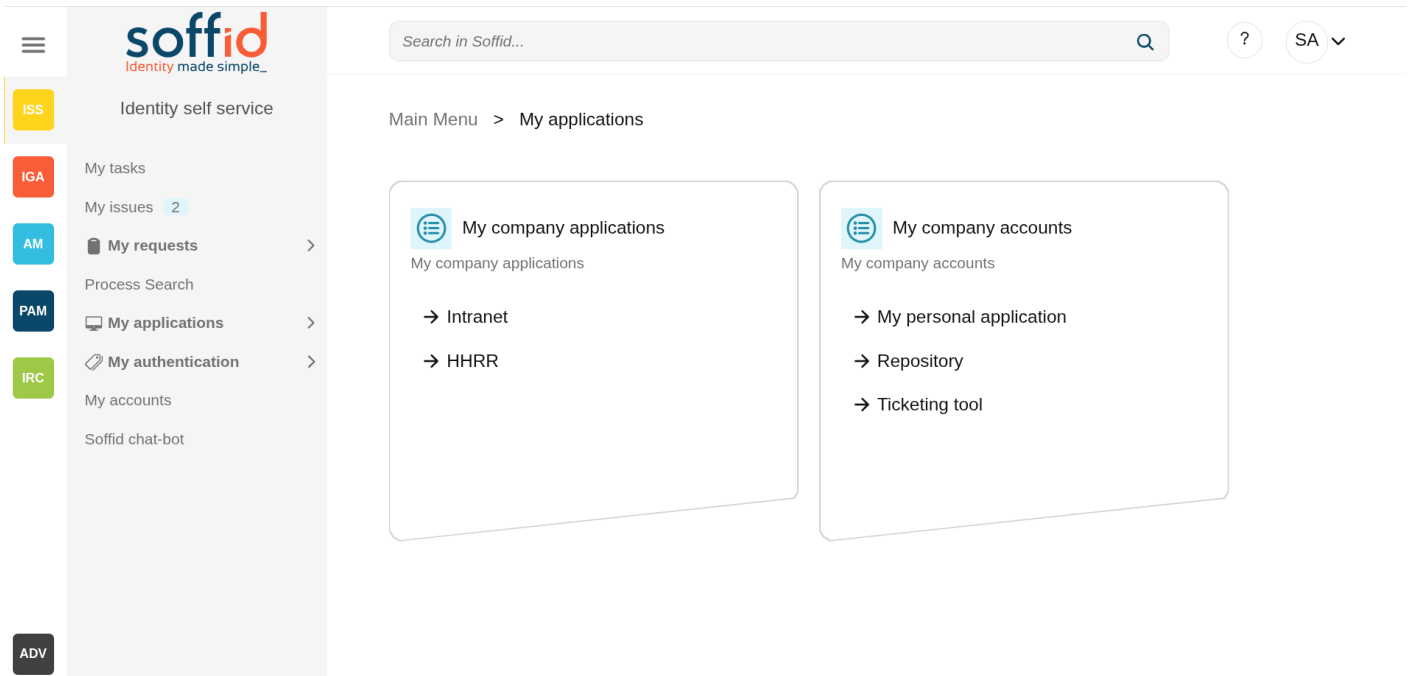 soffid
Identity made simple_
Search in Soffid...
?
SA
ISS
IGA
AM
PAM
IRC
ADV
Identity self service
My tasks
My issues 2
My requests
Process Search
My applications
My authentication
My accounts
Soffid chat-bot
Main Menu > My applications
My company applications
My company applications
Intranet
HHRR
My company accounts
My company accounts
My personal application
Repository
Ticketing tool